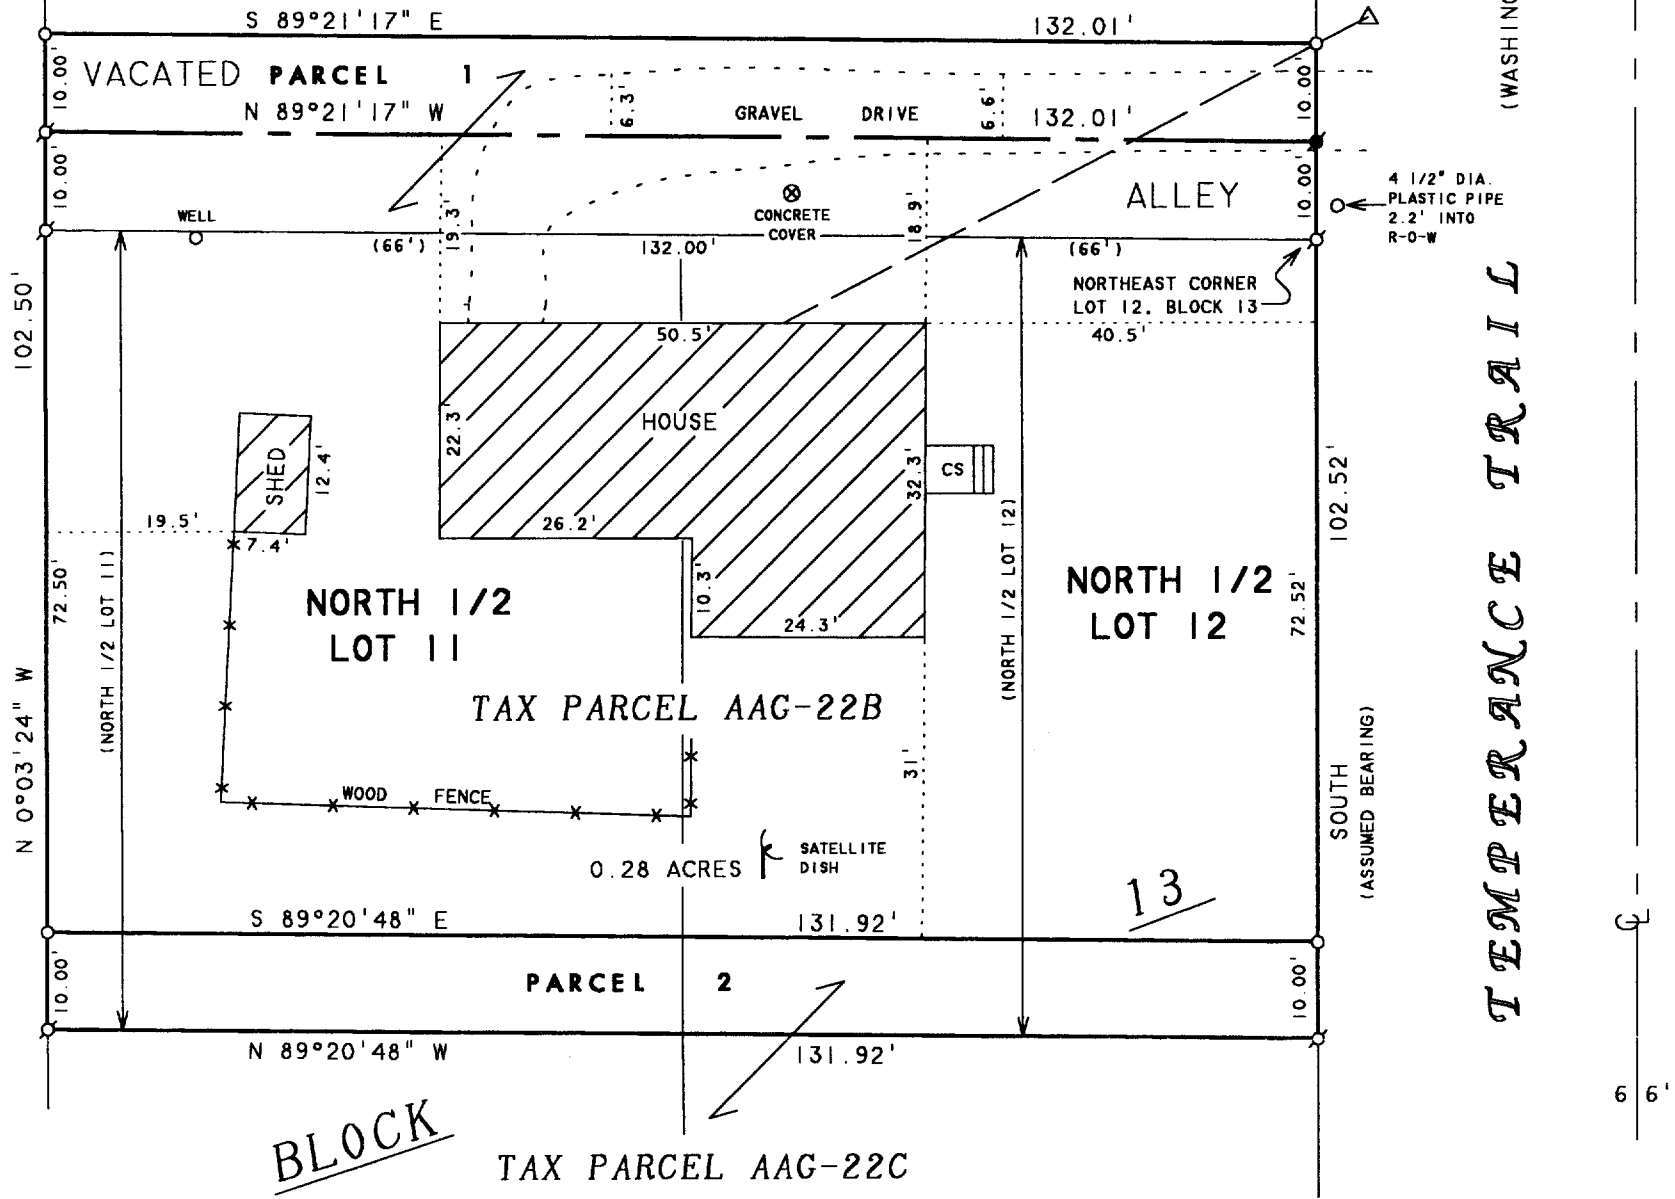 S 89°21'17" E
132.01'
(WASHING
10.00'
VACATED PARCEL 1
N 89°21'17" W
6.3'
GRAVEL DRIVE
6.6'
132.01'
10.00'
10.00'
ALLEY
10.00'
4 1/2" DIA.
PLASTIC PIPE
2.2' INTO
R-O-W
WELL
(66')
19.3'
CONCRETE
COVER
132.00'
18.9'
(66')
NORTHEAST CORNER
LOT 12, BLOCK 13
102.50'
50.5'
40.5'
22.3'
HOUSE
32.3'
CS
SHED
12.4'
19.5'
7.4'
26.2'
10.3'
24.3'
102.52'
72.50'
(NORTH 1/2 LOT 11)
NORTH 1/2
LOT 11
(NORTH 1/2 LOT 12)
NORTH 1/2
LOT 12
72.52'
TEMPERANCE TRAIL
TAX PARCEL AAG-22B
N 0°03'24" W
31'
SOUTH
(ASSUMED BEARING)
WOOD FENCE
0.28 ACRES
SATELLITE
DISH
13
S 89°20'48" E
131.92'
CL
10.00'
PARCEL 2
10.00'
N 89°20'48" W
131.92'
66'
BLOCK
TAX PARCEL AAG-22C